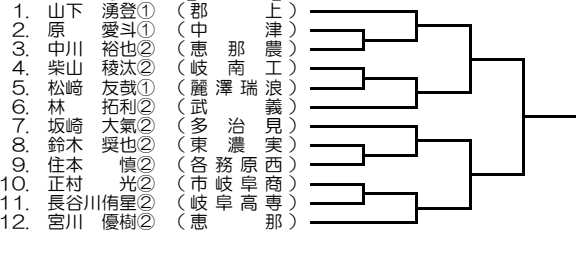 1. 山下 湧登① (郡上)
2. 原 愛斗① (中津)
3. 中川 裕也② (恵那農)
4. 柴山 稜汰② (岐南工)
5. 松﨑 友哉① (麗澤瑞浪)
6. 林 拓利② (武義)
7. 坂崎 大氣② (多治見)
8. 鈴木 奨也② (東濃実)
9. 住本 慎② (各務原西)
10. 正村 光② (市岐阜商)
11. 長谷川侑星② (岐阜高専)
12. 宮川 優樹② (恵那)